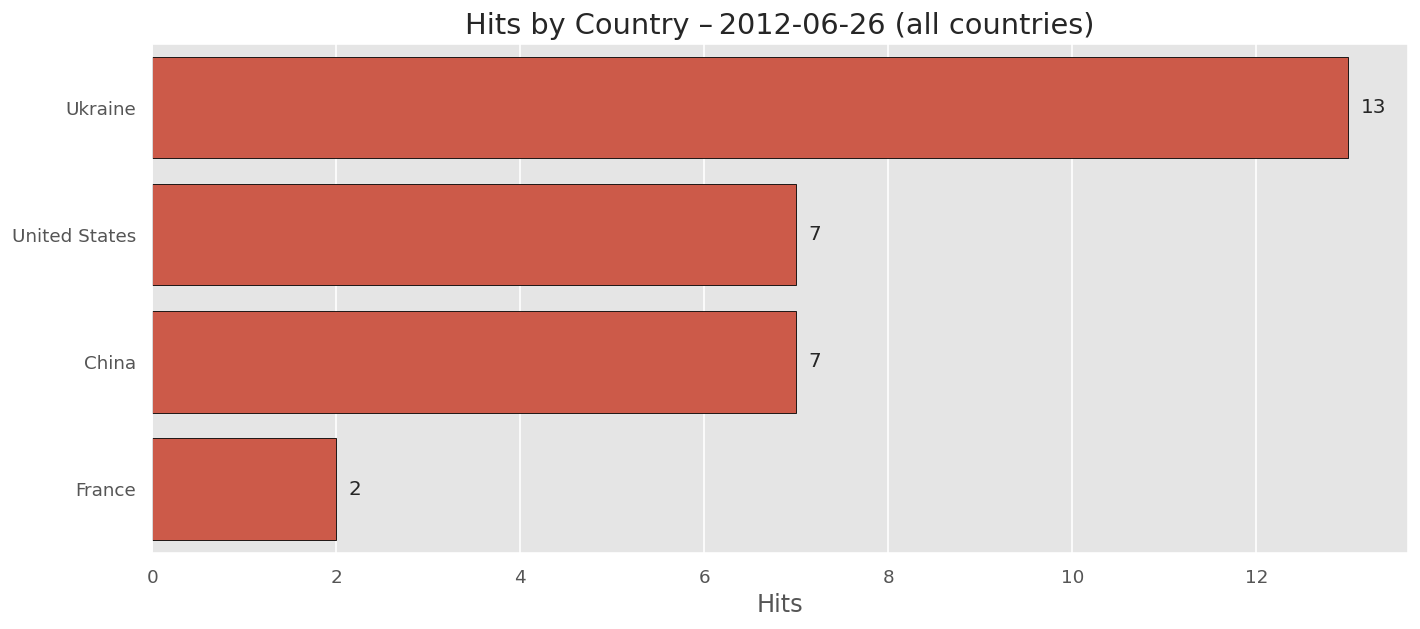 Hits by Country – 2012-06-26 (all countries)
Ukraine
13
United States
7
China
7
France
2
0 2 4 6 8 10 12
Hits